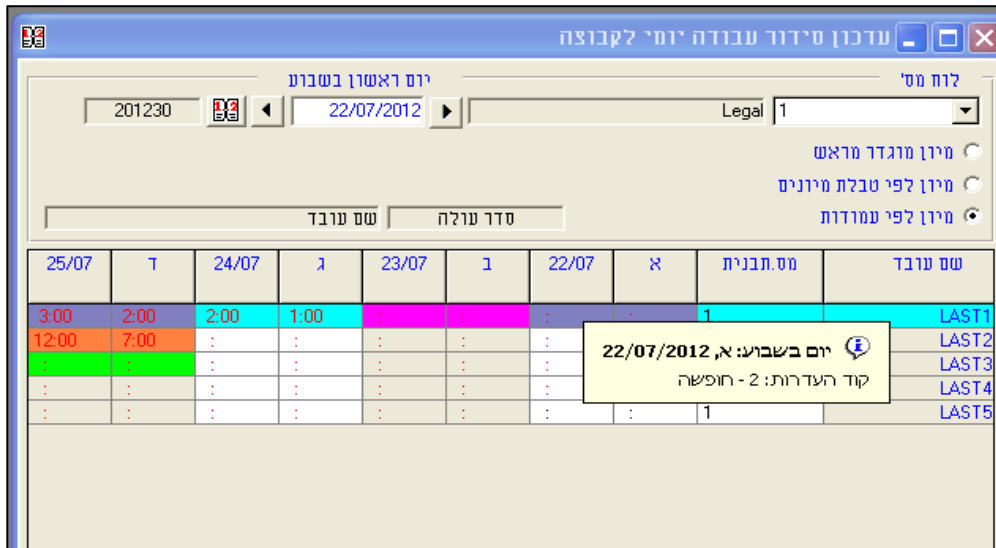 עדכון סידור עבודה יומי לקבוצה
לוח מס' יום ראשון בשבוע
1 Legal 22/07/2012 201230
מיון מוגדר מראש
מיון לפי טבלת מיונים
מיון לפי עמודות
סדר עולה שם עובד
שם עובד מס.תבנית א 22/07 ב 23/07 ג 24/07 ד 25/07
LAST1 1 : : : : 1:00 2:00 2:00 3:00
LAST2 : : : : 7:00 12:00
LAST3 : : : : : :
LAST4 : : : : : :
LAST5 1 : : : : : : : :
יום בשבוע: א, 22/07/2012
קוד העדרות: 2 - חופשה